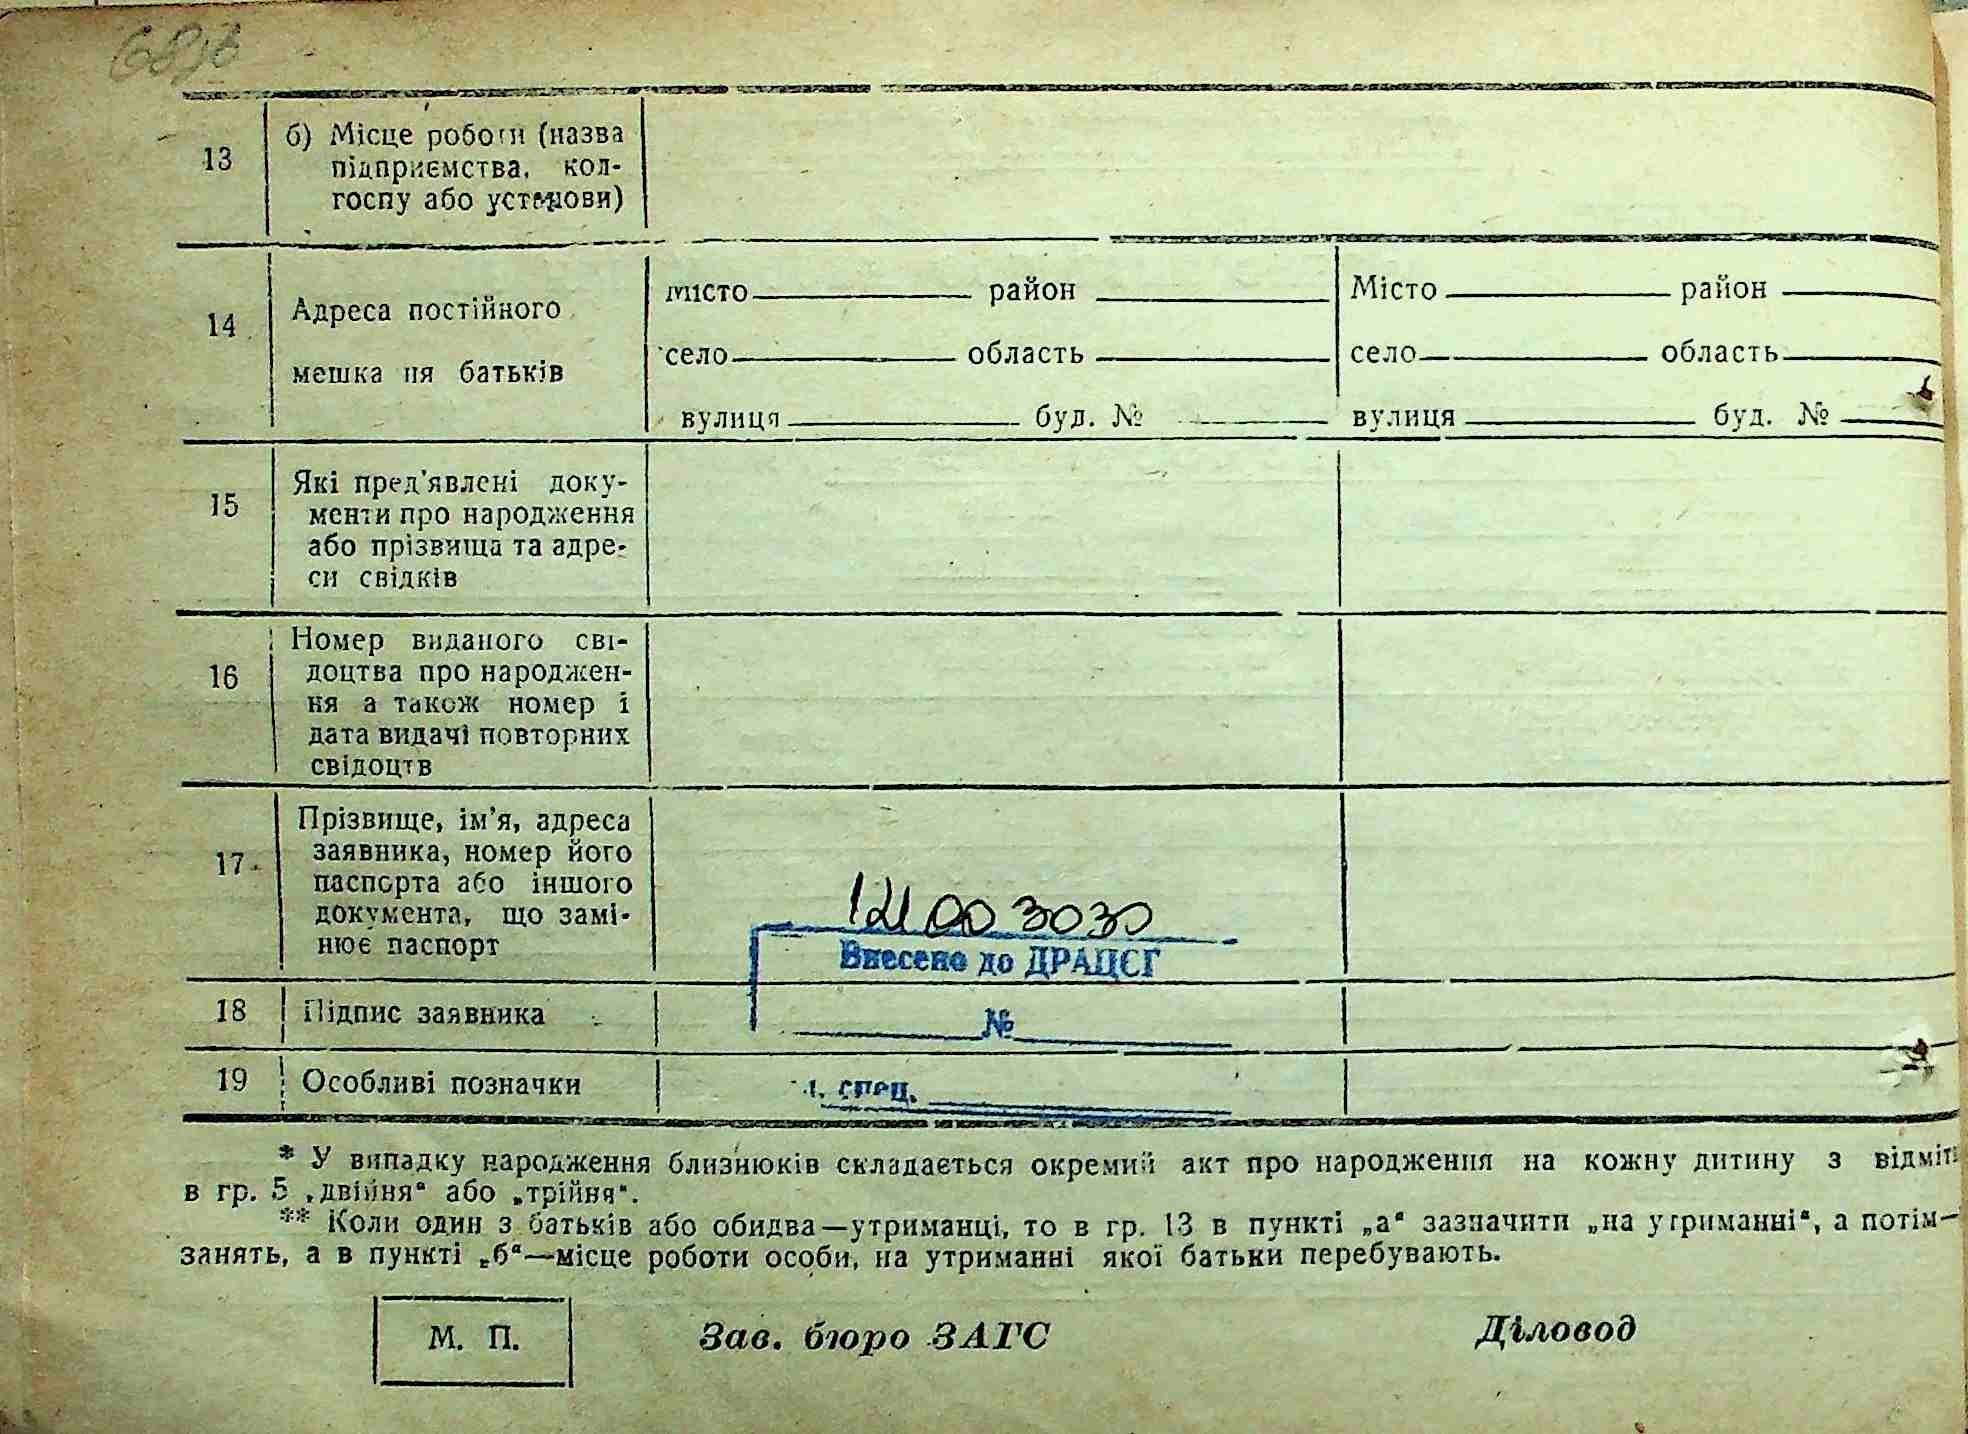 13 б) Місце роботи (назва
підприємства, кол-
госпу або установи)
14 Адреса постійного
мешка ня батьків
місто район
село область
вулиця буд. №
Місто район
село область
вулиця буд. №
15 Які пред'явлені доку-
менти про народження
або прізвища та адре-
си свідків
16 Номер виданого сві-
доцтва про народжен-
ня а також номер і
дата видачі повторних
свідоцтв
17 Прізвище, ім'я, адреса
заявника, номер його
паспорта або іншого
документа, що замі-
нює паспорт
Внесено до ДРАЦСГ
№
спец.
18 Підпис заявника
19 Особливі позначки
* У випадку народження близнюків складається окремий акт про народження на кожну дитину з відміт
в гр. 5 „двійня“ або „трійня“.
** Коли один з батьків або обидва—утриманці, то в гр. 13 в пункті „а“ зазначити „на утриманні“, а потім—
занять, а в пункті „б“—місце роботи особи, на утриманні якої батьки перебувають.
М. П. Зав. бюро ЗАГС Діловод